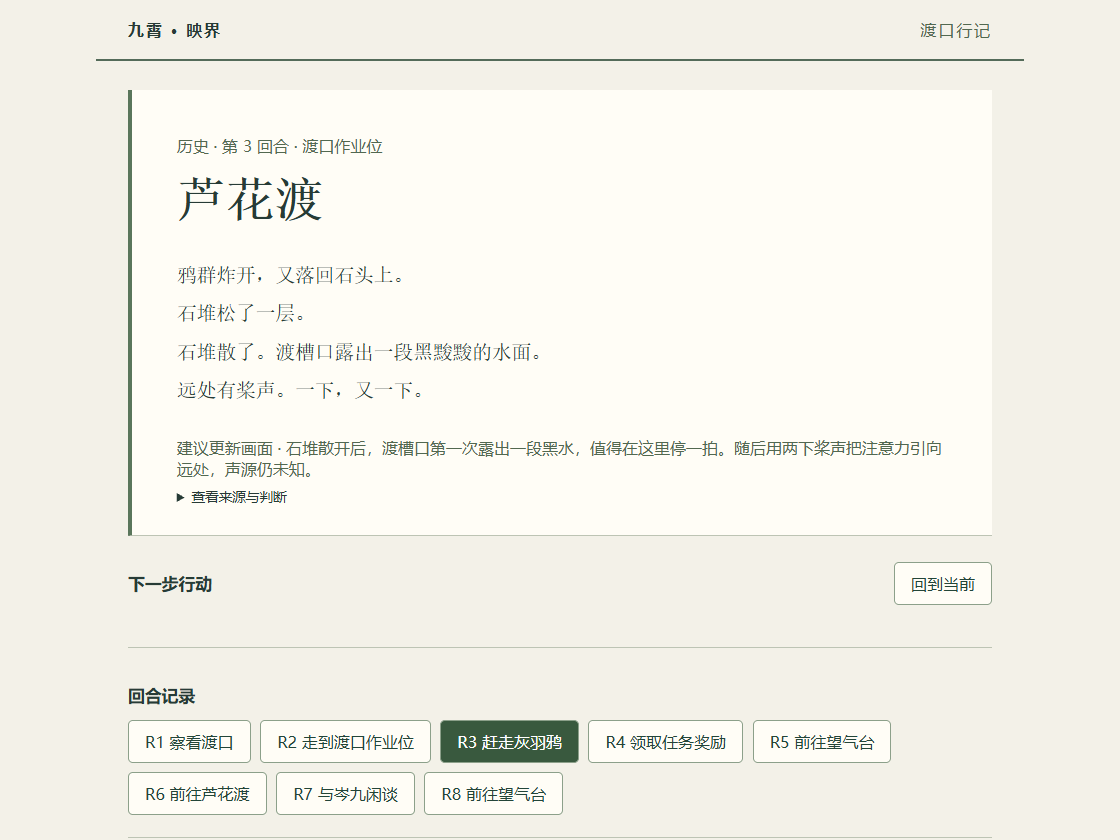 九霄 • 映界
渡口行记
历史 · 第 3 回合 · 渡口作业位
芦花渡
鸦群炸开，又落回石头上。
石堆松了一层。
石堆散了。渡槽口露出一段黑黢黢的水面。
远处有桨声。一下，又一下。
建议更新画面 · 石堆散开后，渡槽口第一次露出一段黑水，值得在这里停一拍。随后用两下桨声把注意力引向
远处，声源仍未知。
▶ 查看来源与判断
下一步行动
回到当前
回合记录
R1 察看渡口
R2 走到渡口作业位
R3 赶走灰羽鸦
R4 领取任务奖励
R5 前往望气台
R6 前往芦花渡
R7 与岑九闲谈
R8 前往望气台